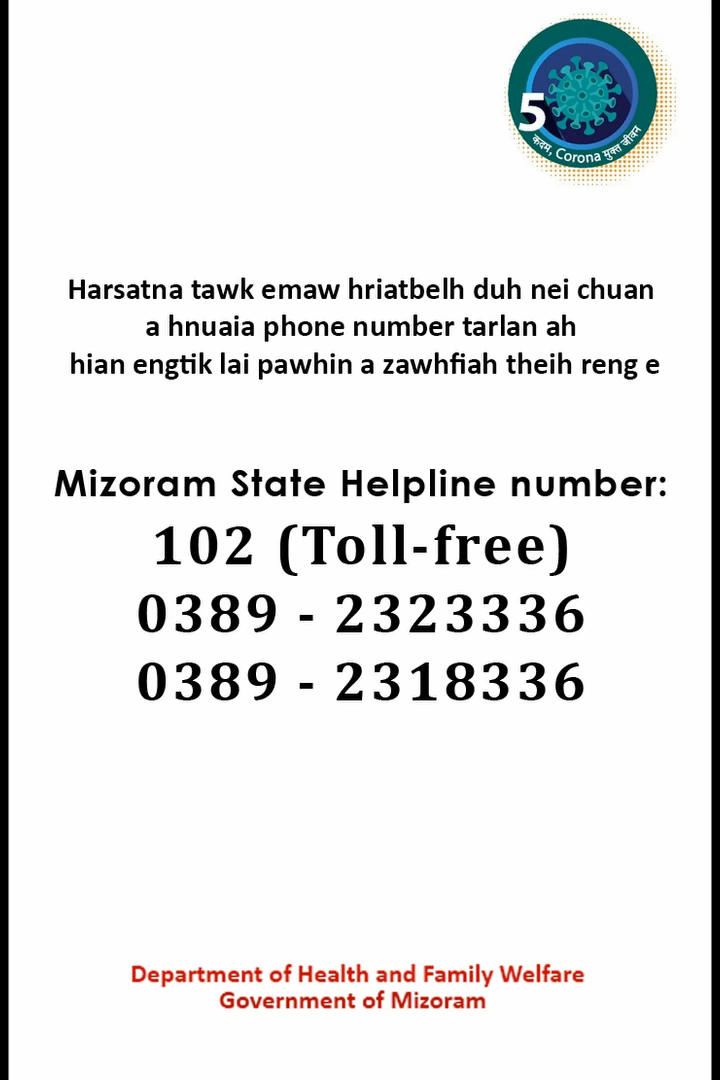 5
कदम, Corona मुक्त जीवन
Harsatna tawk emaw hriatbelh duh nei chuan
a hnuaia phone number tarlan ah
hian engtik lai pawhin a zawhfiah theih reng e
Mizoram State Helpline number:
102 (Toll-free)
0389 - 2323336
0389 - 2318336
Department of Health and Family Welfare
Government of Mizoram